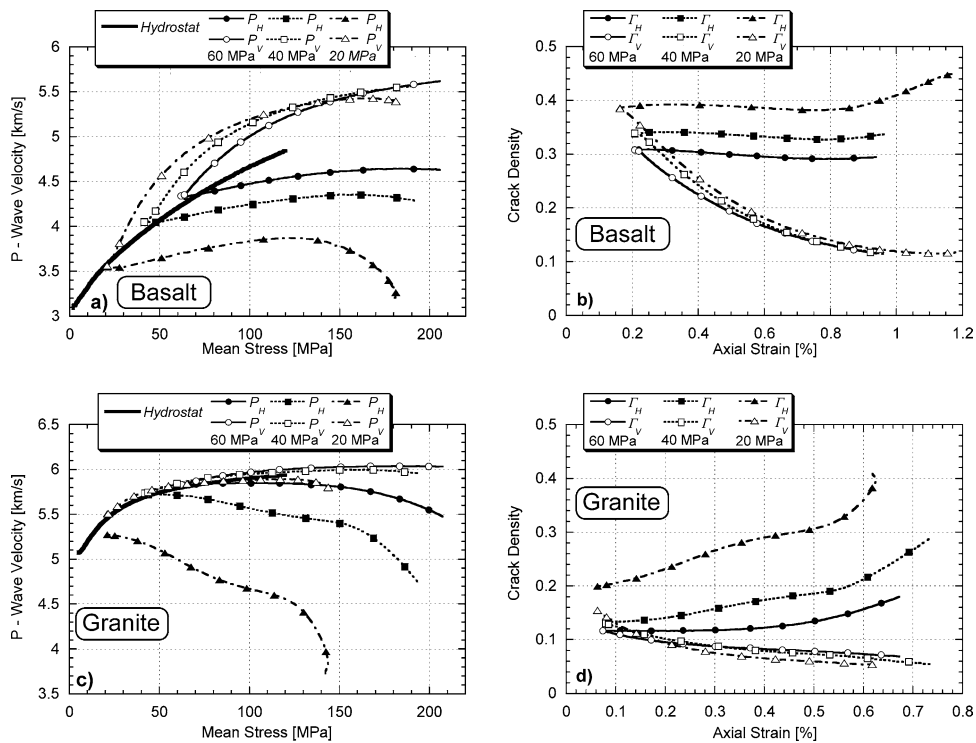 Hydrostat P_H P_H P_H
P_V P_V P_V
60 MPa 40 MPa 20 MPa
6.5
6
5.5
5
4.5
4
3.5
3
P - Wave Velocity [km/s]
a) Basalt
0 50 100 150 200
Mean Stress [MPa]
Γ_H Γ_H Γ_H
Γ_V Γ_V Γ_V
60 MPa 40 MPa 20 MPa
0.5
0.4
0.3
0.2
0.1
0
Crack Density
b) Basalt
0 0.2 0.4 0.6 0.8 1 1.2
Axial Strain [%]
Hydrostat P_H P_H P_H
P_V P_V P_V
60 MPa 40 MPa 20 MPa
6.5
6
5.5
5
4.5
4
3.5
P - Wave Velocity [km/s]
Granite
c)
0 50 100 150 200
Mean Stress [MPa]
Γ_H Γ_H Γ_H
Γ_V Γ_V Γ_V
60 MPa 40 MPa 20 MPa
0.5
0.4
0.3
0.2
0.1
0
Crack Density
Granite
d)
0 0.1 0.2 0.3 0.4 0.5 0.6 0.7 0.8
Axial Strain [%]